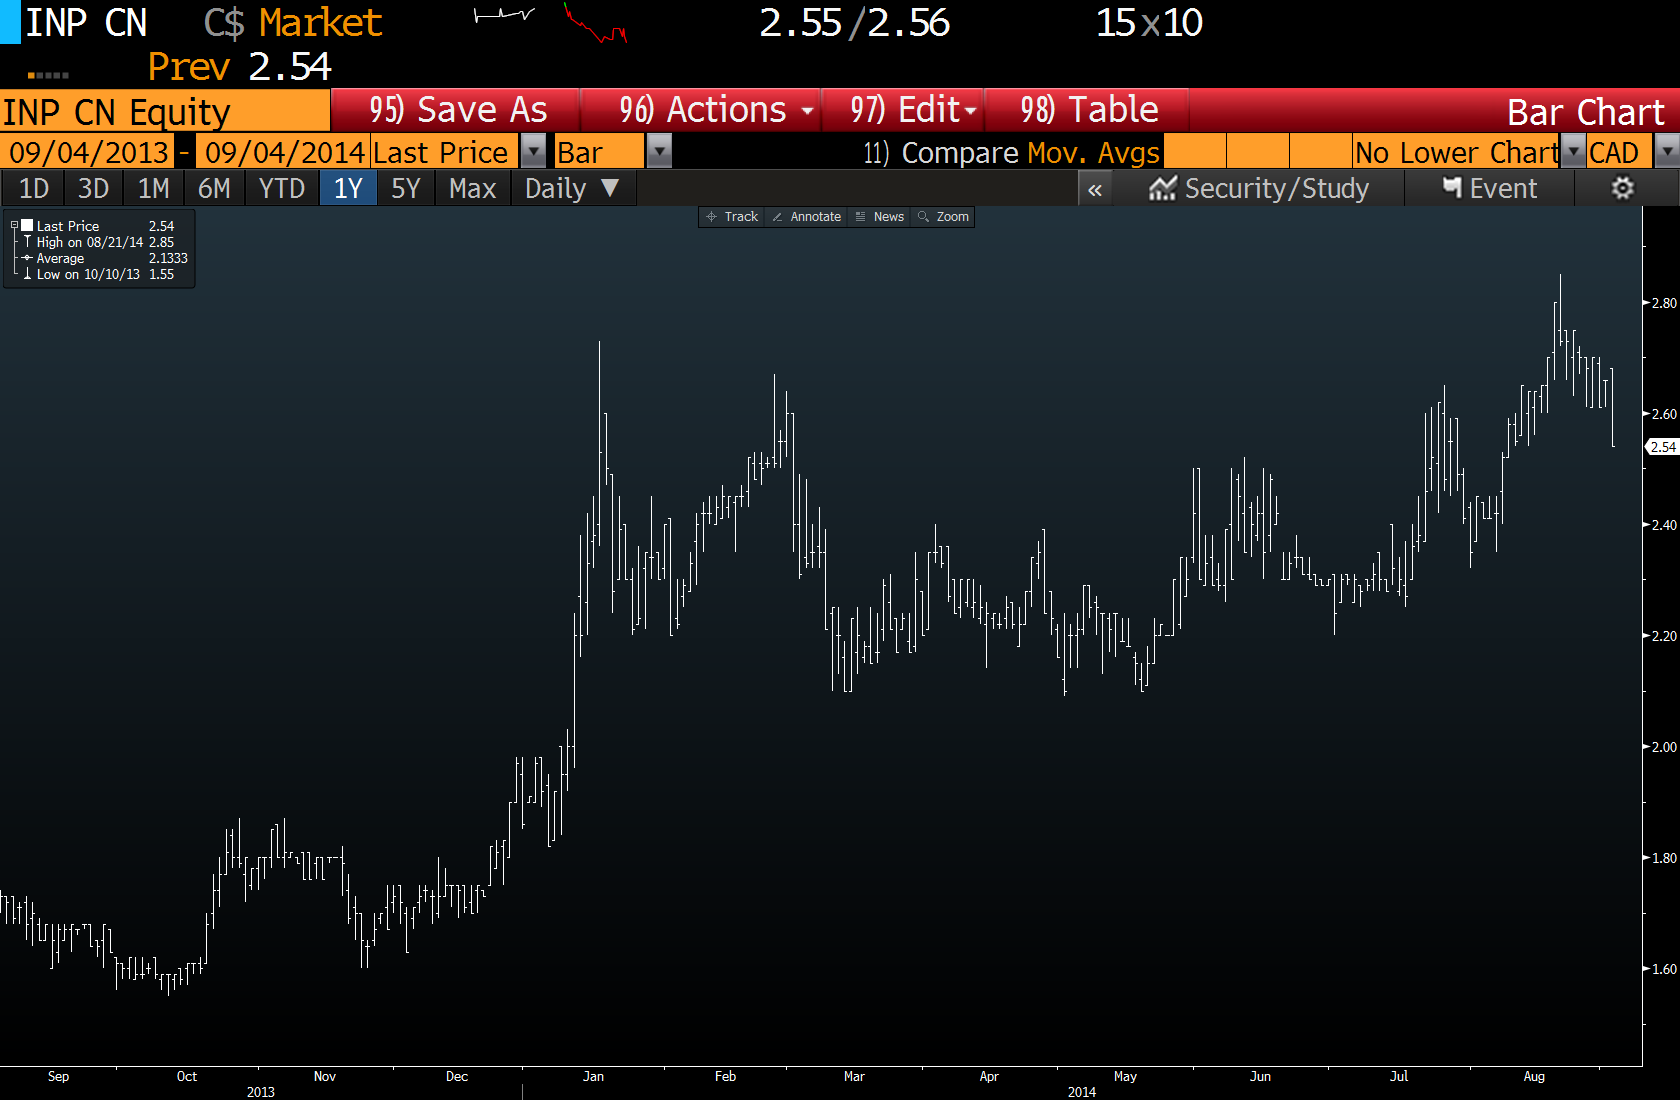 INP CN C$ Market 2.55/2.56 15x10
Prev 2.54
INP CN Equity 95) Save As 96) Actions 97) Edit 98) Table Bar Chart
09/04/2013 - 09/04/2014 Last Price Bar 11) Compare Mov. Avgs No Lower Chart CAD
1D 3D 1M 6M YTD 1Y 5Y Max Daily ▼ « Security/Study Event
Track Annotate News Zoom
Last Price 2.54
High on 08/21/14 2.85
Average 2.1333
Low on 10/10/13 1.55
2.80
2.60
2.54
2.40
2.20
2.00
1.80
1.60
Sep Oct Nov Dec Jan Feb Mar Apr May Jun Jul Aug
2013 2014